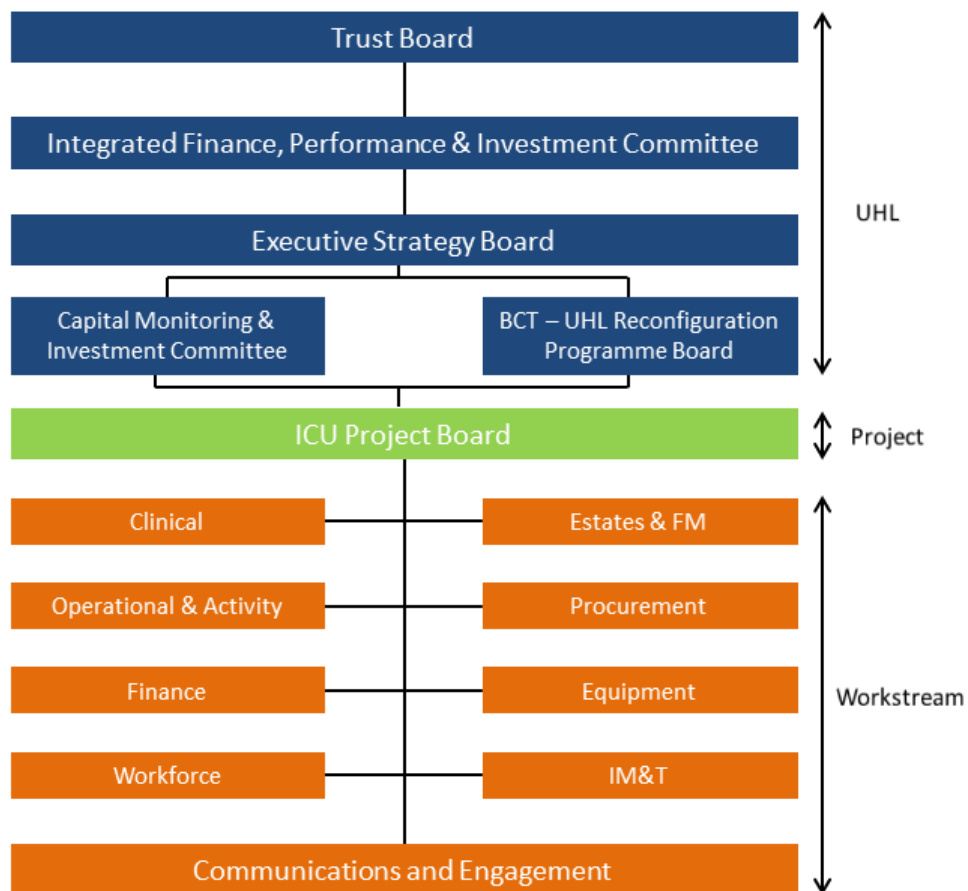 Trust Board
Integrated Finance, Performance & Investment Committee
UHL
Executive Strategy Board
Capital Monitoring &
Investment Committee
BCT – UHL Reconfiguration
Programme Board
ICU Project Board
Project
Clinical
Estates & FM
Operational & Activity
Procurement
Finance
Equipment
Workstream
Workforce
IM&T
Communications and Engagement